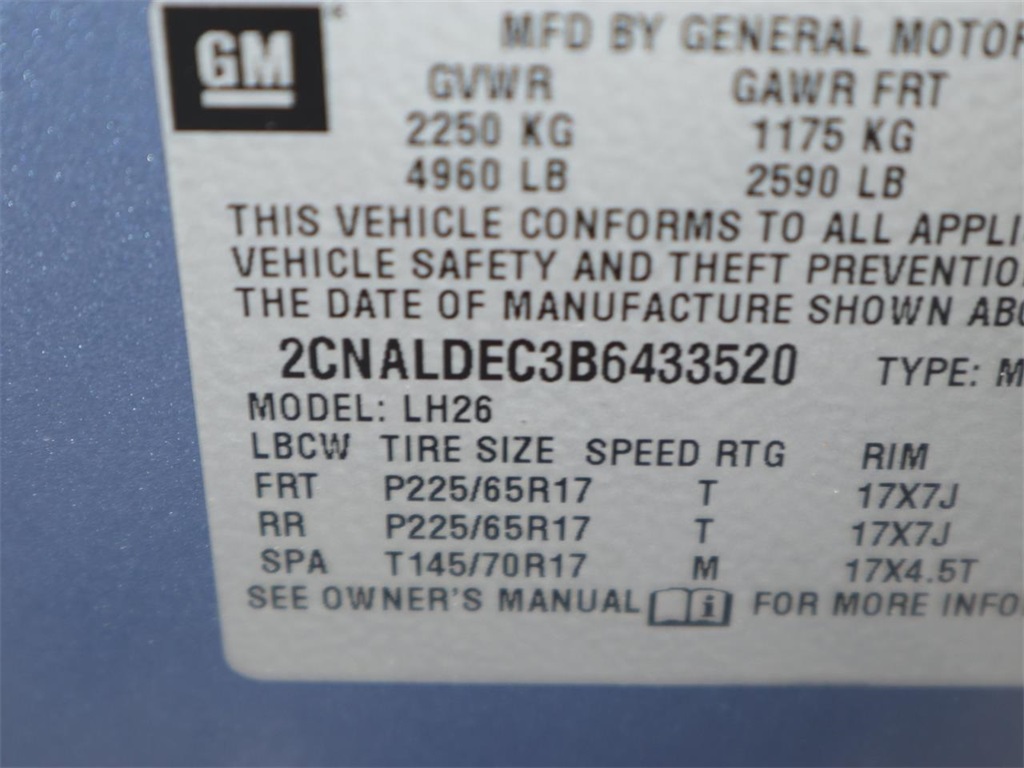 GM
MFD BY GENERAL MOTOR
GVWR GAWR FRT
2250 KG 1175 KG
4960 LB 2590 LB
THIS VEHICLE CONFORMS TO ALL APPLI
VEHICLE SAFETY AND THEFT PREVENTIO
THE DATE OF MANUFACTURE SHOWN ABO
2CNALDEC3B6433520 TYPE: M
MODEL: LH26
LBCW TIRE SIZE SPEED RTG RIM
FRT P225/65R17 T 17X7J
RR P225/65R17 T 17X7J
SPA T145/70R17 M 17X4.5T
SEE OWNER'S MANUAL i FOR MORE INFO